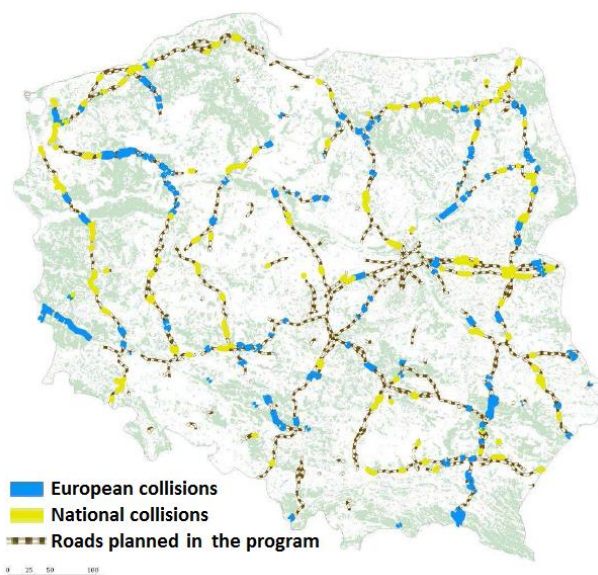 European collisions
National collisions
Roads planned in the program
0 25 50 100